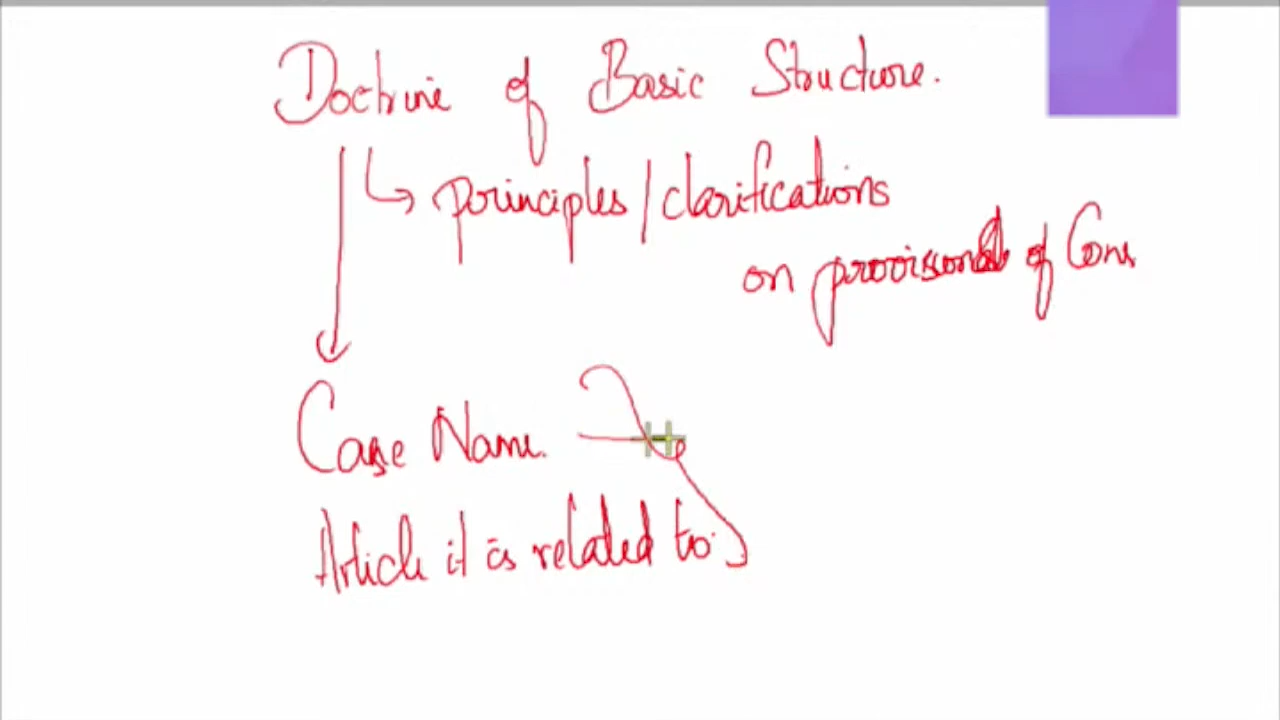 Doctrine of Basic Structure.
principles / clarifications
on provisions of Cons
Case Name.
Article it is related to.